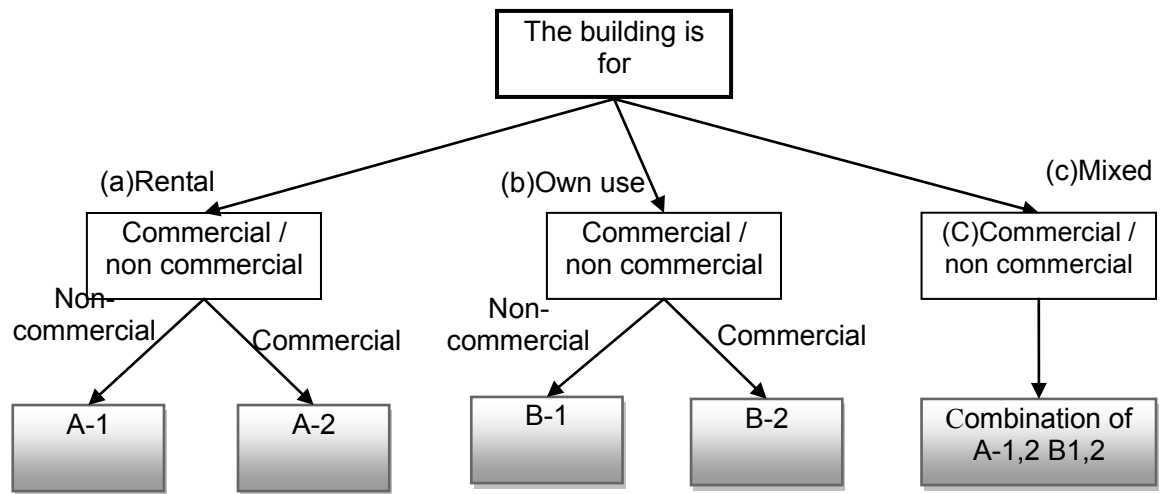 The building is
for
(a)Rental
(b)Own use
(c)Mixed
Commercial /
non commercial
Commercial /
non commercial
(C)Commercial /
non commercial
Non-
commercial
Commercial
Non-
commercial
Commercial
A-1
A-2
B-1
B-2
Combination of
A-1,2 B1,2